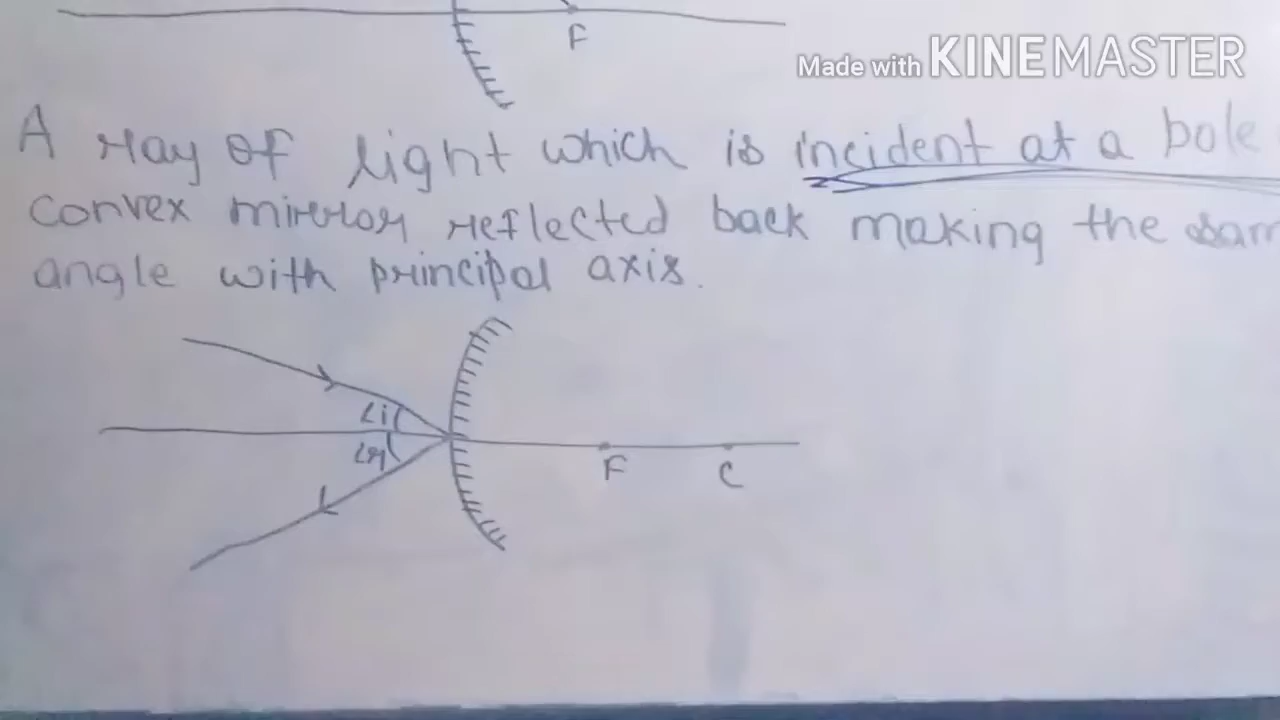 F
Made with KINEMASTER
A ray of light which is incident at a pole
convex mirror reflected back making the sam
angle with principal axis.
∠i
∠r
F C